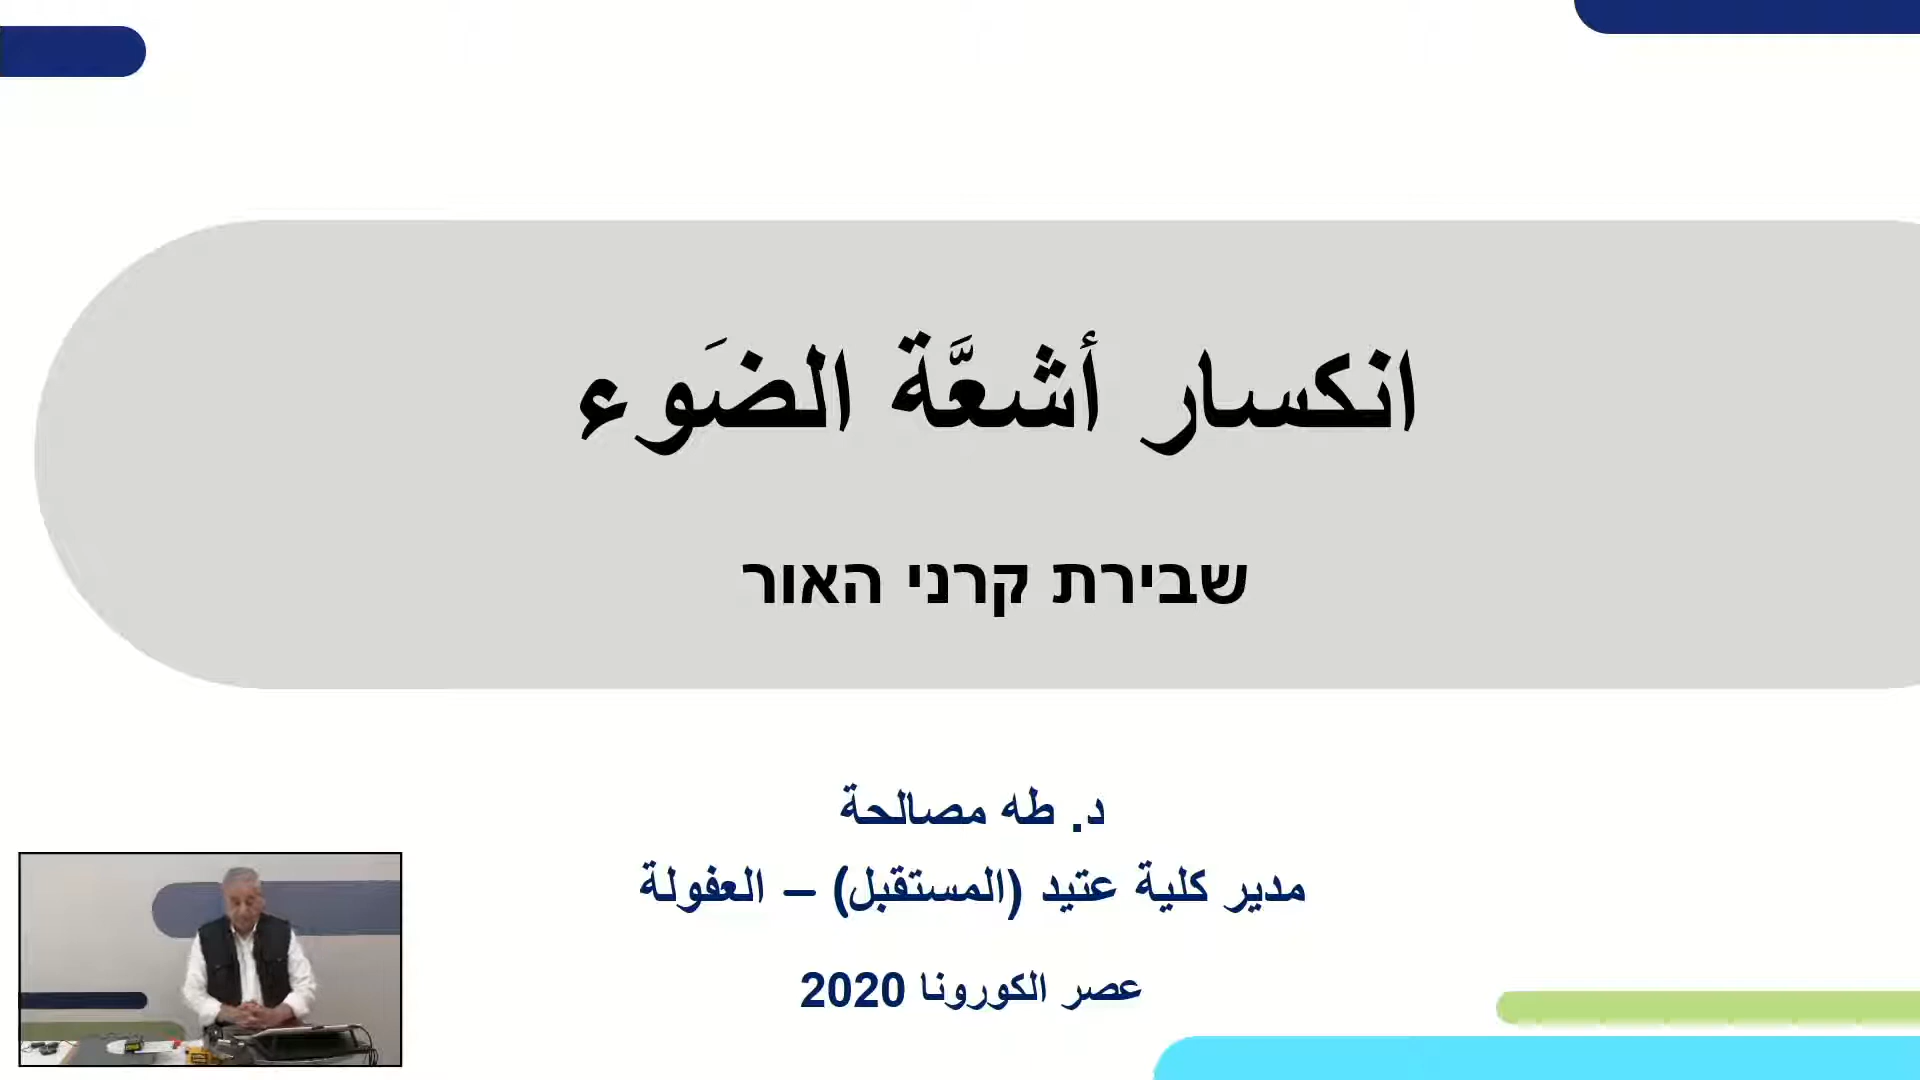 انكسار أشعَّة الضَوء
שבירת קרני האור
د. طه مصالحة
مدير كلية عتيد (المستقبل) – العفولة
عصر الكورونا 2020